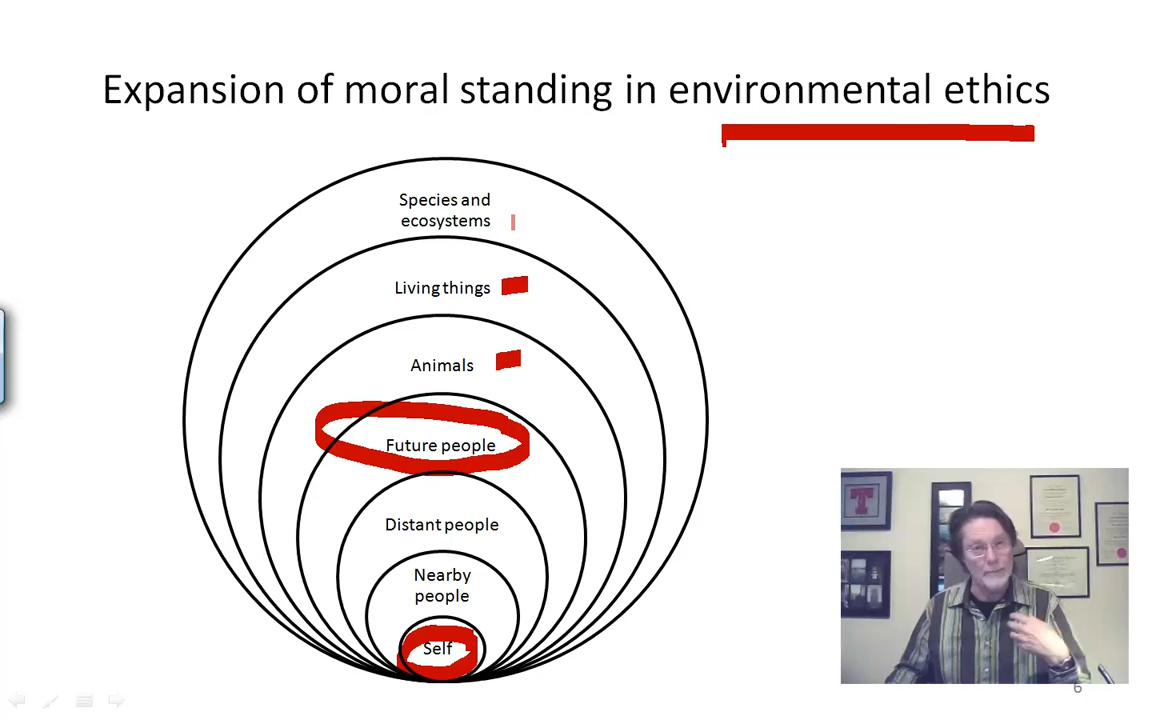 Expansion of moral standing in environmental ethics
Species and
ecosystems
Living things
Animals
Future people
Distant people
Nearby
people
Self
T
6